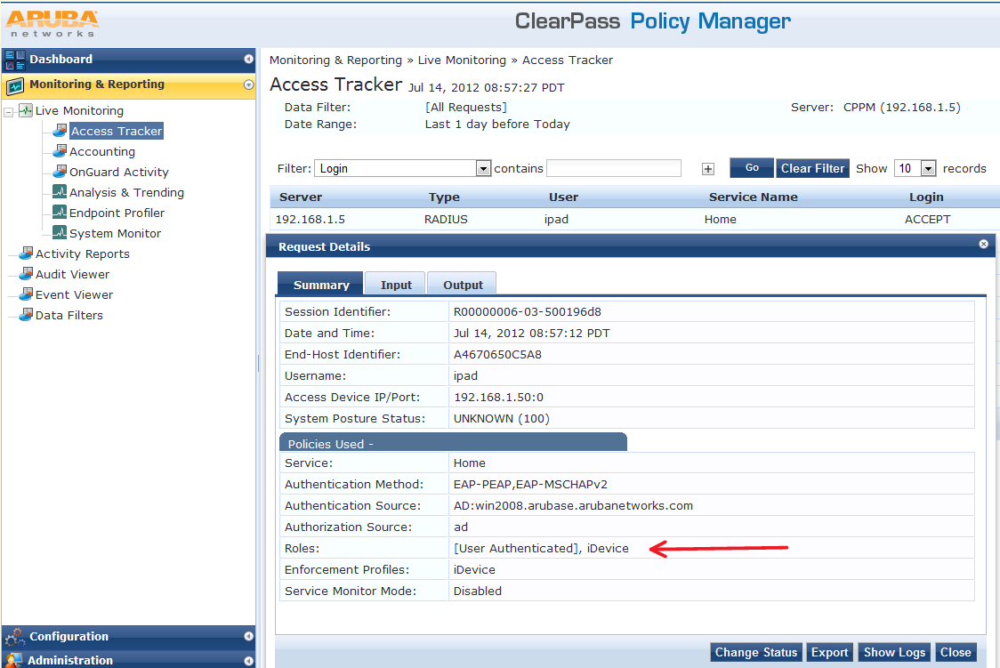 ARUBA
networks
ClearPass Policy Manager
Dashboard
Monitoring & Reporting
Live Monitoring
Access Tracker
Accounting
OnGuard Activity
Analysis & Trending
Endpoint Profiler
System Monitor
Activity Reports
Audit Viewer
Event Viewer
Data Filters
Configuration
Administration
Monitoring & Reporting » Live Monitoring » Access Tracker
Access Tracker Jul 14, 2012 08:57:27 PDT
Data Filter: [All Requests] Server: CPPM (192.168.1.5)
Date Range: Last 1 day before Today
Filter: Login contains + Go Clear Filter Show 10 records
Server Type User Service Name Login
192.168.1.5 RADIUS ipad Home ACCEPT
Request Details
Summary Input Output
Session Identifier: R00000006-03-500196d8
Date and Time: Jul 14, 2012 08:57:12 PDT
End-Host Identifier: A4670650C5A8
Username: ipad
Access Device IP/Port: 192.168.1.50:0
System Posture Status: UNKNOWN (100)
Policies Used -
Service: Home
Authentication Method: EAP-PEAP,EAP-MSCHAPv2
Authentication Source: AD:win2008.arubase.arubanetworks.com
Authorization Source: ad
Roles: [User Authenticated], iDevice
Enforcement Profiles: iDevice
Service Monitor Mode: Disabled
Change Status Export Show Logs Close